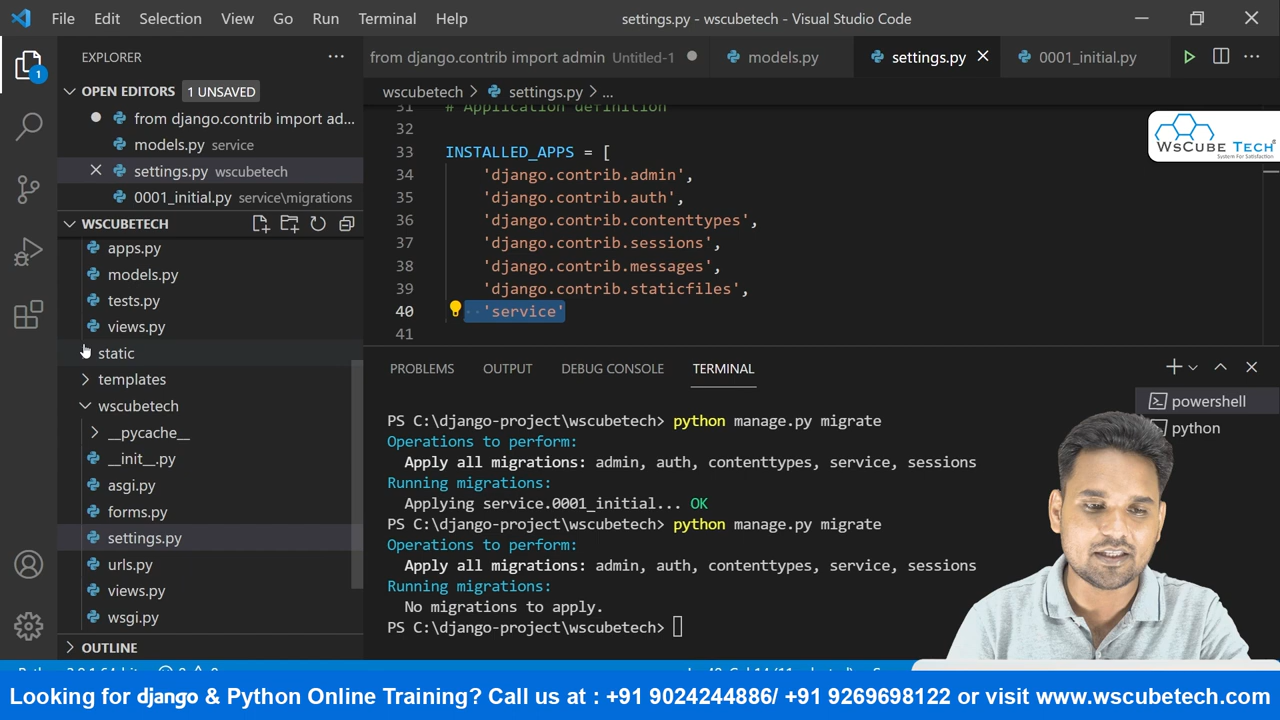 File Edit Selection View Go Run Terminal Help settings.py - wscubetech - Visual Studio Code
EXPLORER
from django.contrib import admin Untitled-1 models.py settings.py 0001_initial.py
1
OPEN EDITORS 1 UNSAVED
from django.contrib import ad...
models.py service
settings.py wscubetech
0001_initial.py service\migrations
WSCUBETECH
apps.py
models.py
tests.py
views.py
static
templates
wscubetech
__pycache__
__init__.py
asgi.py
forms.py
settings.py
urls.py
views.py
wsgi.py
OUTLINE
wscubetech > settings.py > ...
31 # Application definition
32
33 INSTALLED_APPS = [
34 'django.contrib.admin',
35 'django.contrib.auth',
36 'django.contrib.contenttypes',
37 'django.contrib.sessions',
38 'django.contrib.messages',
39 'django.contrib.staticfiles',
40 'service'
41
WSCUBE TECH
System For Satisfaction
PROBLEMS OUTPUT DEBUG CONSOLE TERMINAL
powershell
python
PS C:\django-project\wscubetech> python manage.py migrate
Operations to perform:
Apply all migrations: admin, auth, contenttypes, service, sessions
Running migrations:
Applying service.0001_initial... OK
PS C:\django-project\wscubetech> python manage.py migrate
Operations to perform:
Apply all migrations: admin, auth, contenttypes, service, sessions
Running migrations:
No migrations to apply.
PS C:\django-project\wscubetech>
Looking for django & Python Online Training? Call us at : +91 9024244886/ +91 9269698122 or visit www.wscubetech.com